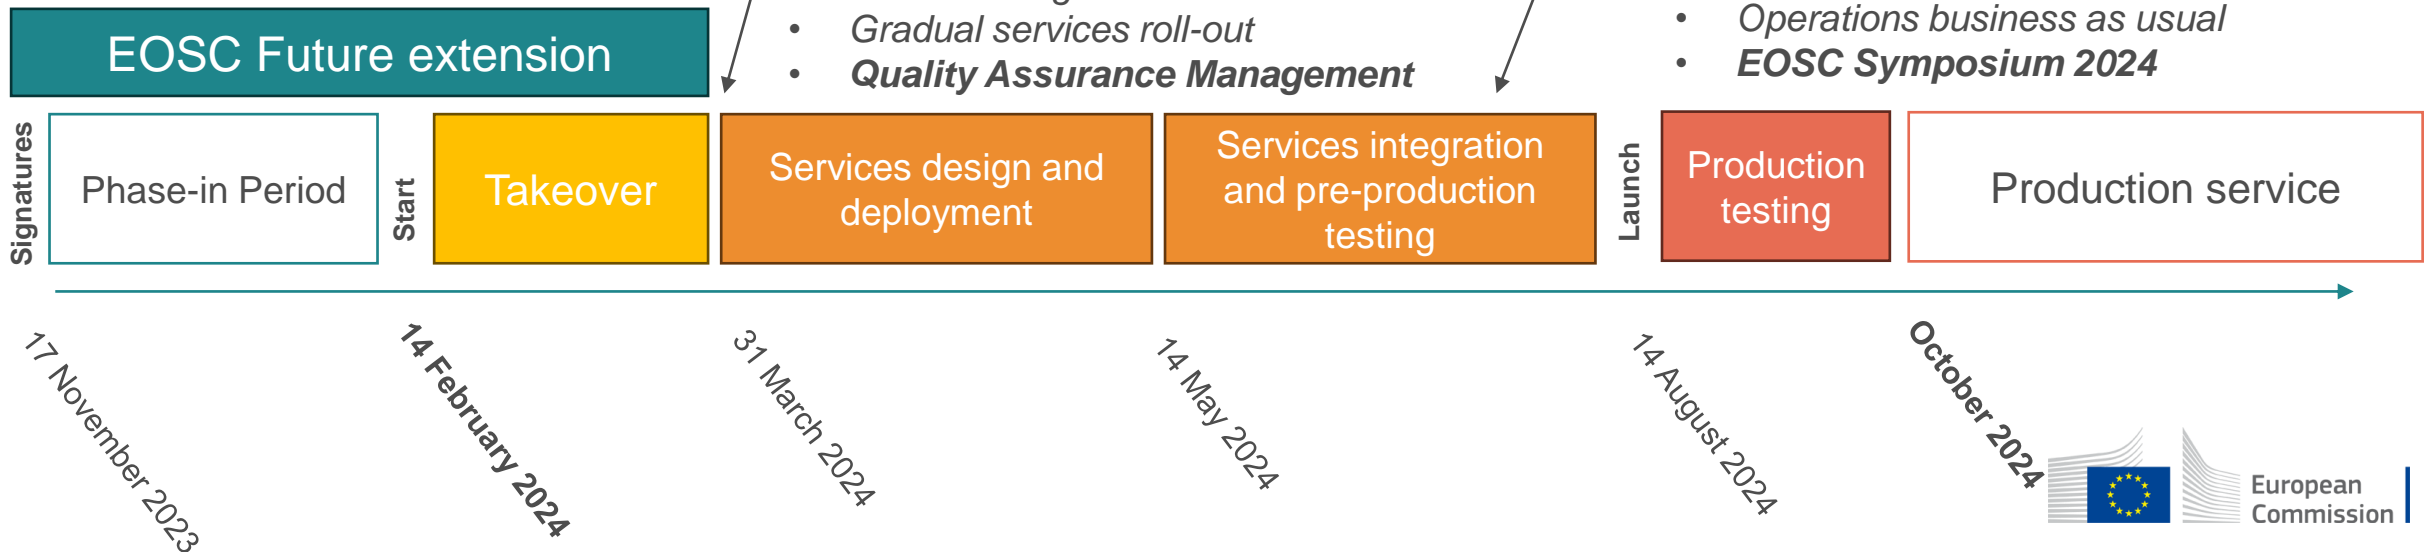 • Gradual services roll-out
• Quality Assurance Management
• Operations business as usual
• EOSC Symposium 2024
EOSC Future extension
Signatures
Phase-in Period
Start
Takeover
Services design and
deployment
Services integration
and pre-production
testing
Launch
Production
testing
Production service
17 November 2023
14 February 2024
31 March 2024
14 May 2024
14 August 2024
October 2024
European
Commission